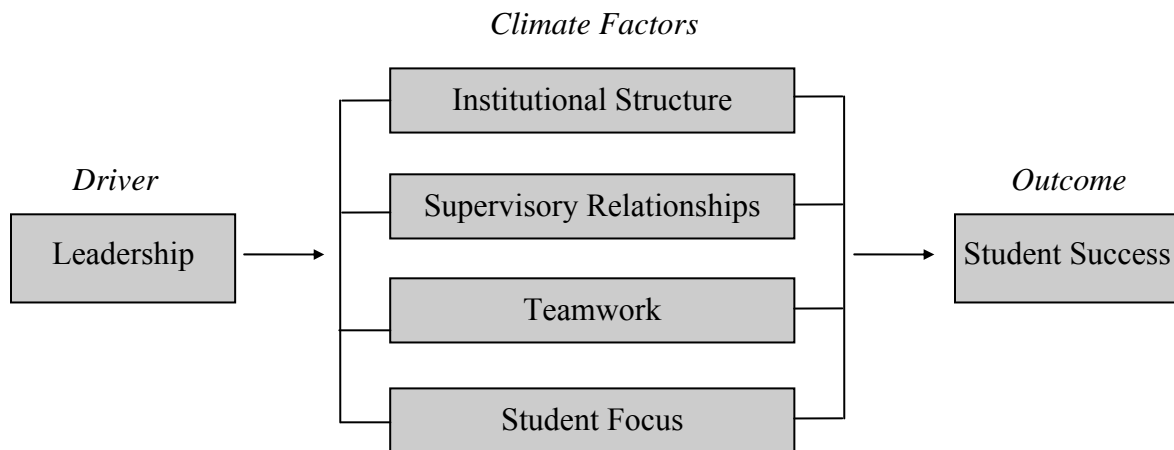 Climate Factors
Institutional Structure
Driver
Leadership
Supervisory Relationships
Teamwork
Student Focus
Outcome
Student Success